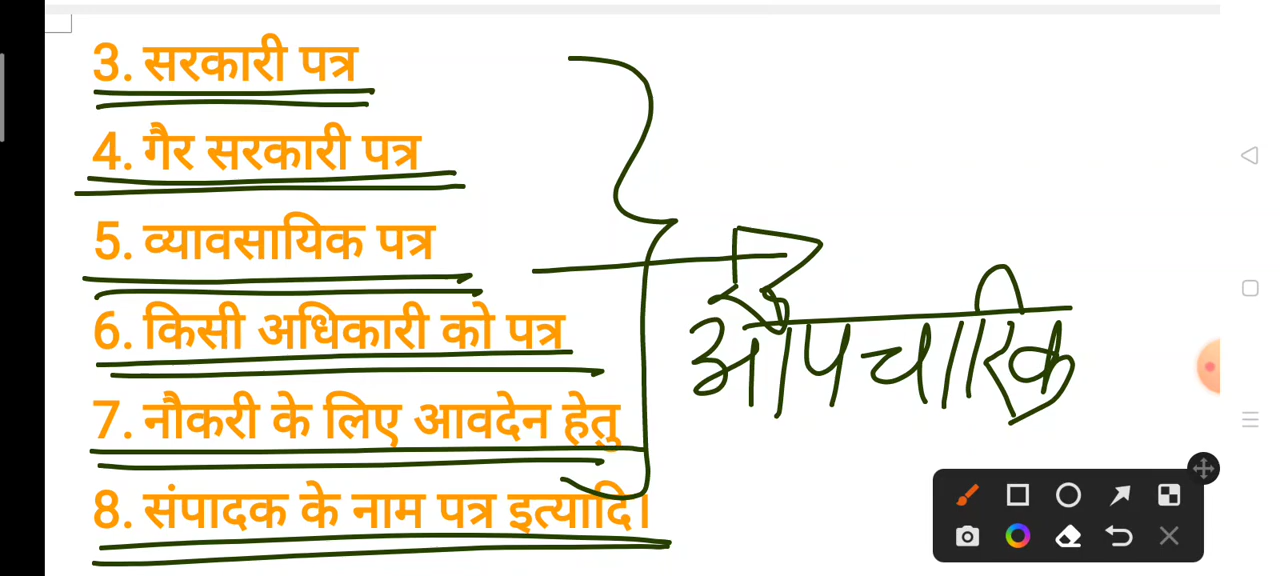 3. सरकारी पत्र
4. गैर सरकारी पत्र
5. व्यावसायिक पत्र
6. किसी अधिकारी को पत्र
7. नौकरी के लिए आवदेन हेतु
8. संपादक के नाम पत्र इत्यादि।
औपचारिक